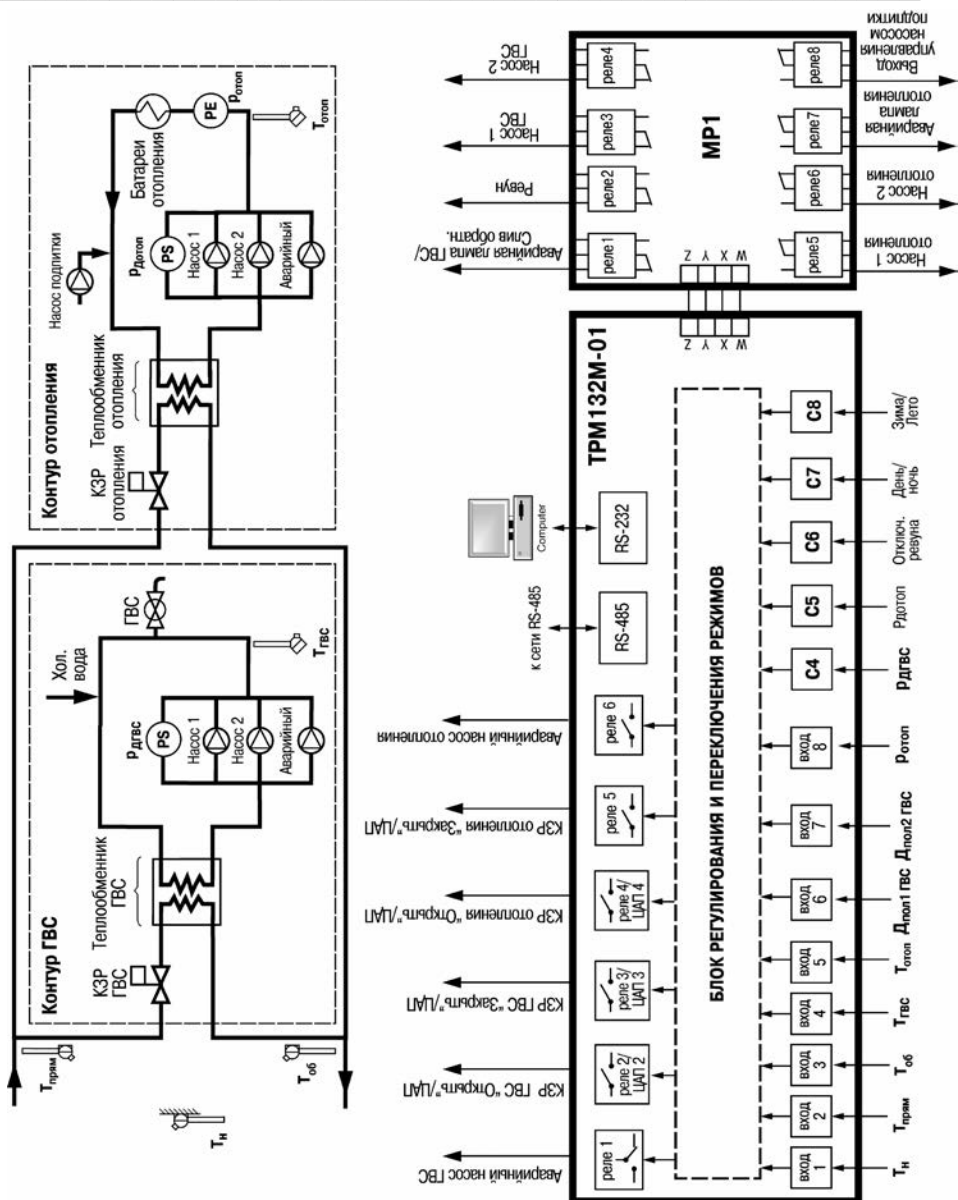 Контур отопления
Насос подпитки
КЗР
отопления
Теплообменник
отопления
Батареи
отопления
PE
Pотоп
PДотоп
PS
Насос 1
Насос 2
Аварийный
Tотоп
Контур ГВС
КЗР
ГВС
Теплообменник
ГВС
Хол.
вода
ГВС
P ДГВС
PS
Насос 1
Насос 2
Аварийный
TГВС
Tпрям
Tоб
Tн
Аварийная лампа ГВС/
Слив обратн.
Ревун
Насос 1
ГВС
Насос 2
ГВС
реле1
реле2
реле3
реле4
МР1
реле5
реле6
реле7
реле8
Насос 1
отопления
Насос 2
отопления
Аварийная
лампа
отопления
Выход
управления
насосом
подпитки
Z
Y
X
W
Z
Y
X
W
ТРМ132М-01
Аварийный насос ГВС
КЗР ГВС "Открыть"/ЦАП
КЗР ГВС "Закрыть"/ЦАП
КЗР отопления "Открыть"/ЦАП
КЗР отопления "Закрыть"/ЦАП
Аварийный насос отопления
к сети RS-485
Computer
реле 1
реле 2/
ЦАП 2
реле 3/
ЦАП 3
реле 4/
ЦАП 4
реле 5
реле 6
RS-485
RS-232
БЛОК РЕГУЛИРОВАНИЯ И ПЕРЕКЛЮЧЕНИЯ РЕЖИМОВ
вход
1
вход
2
вход
3
вход
4
вход
5
вход
6
вход
7
вход
8
C4
C5
C6
C7
C8
Tн
Tпрям
Tоб
TГВС
Tотоп
Дпол1 ГВС
Дпол2 ГВС
Pотоп
PДГВС
Pдотоп
Отключ.
ревуна
День/
ночь
Зима/
Лето